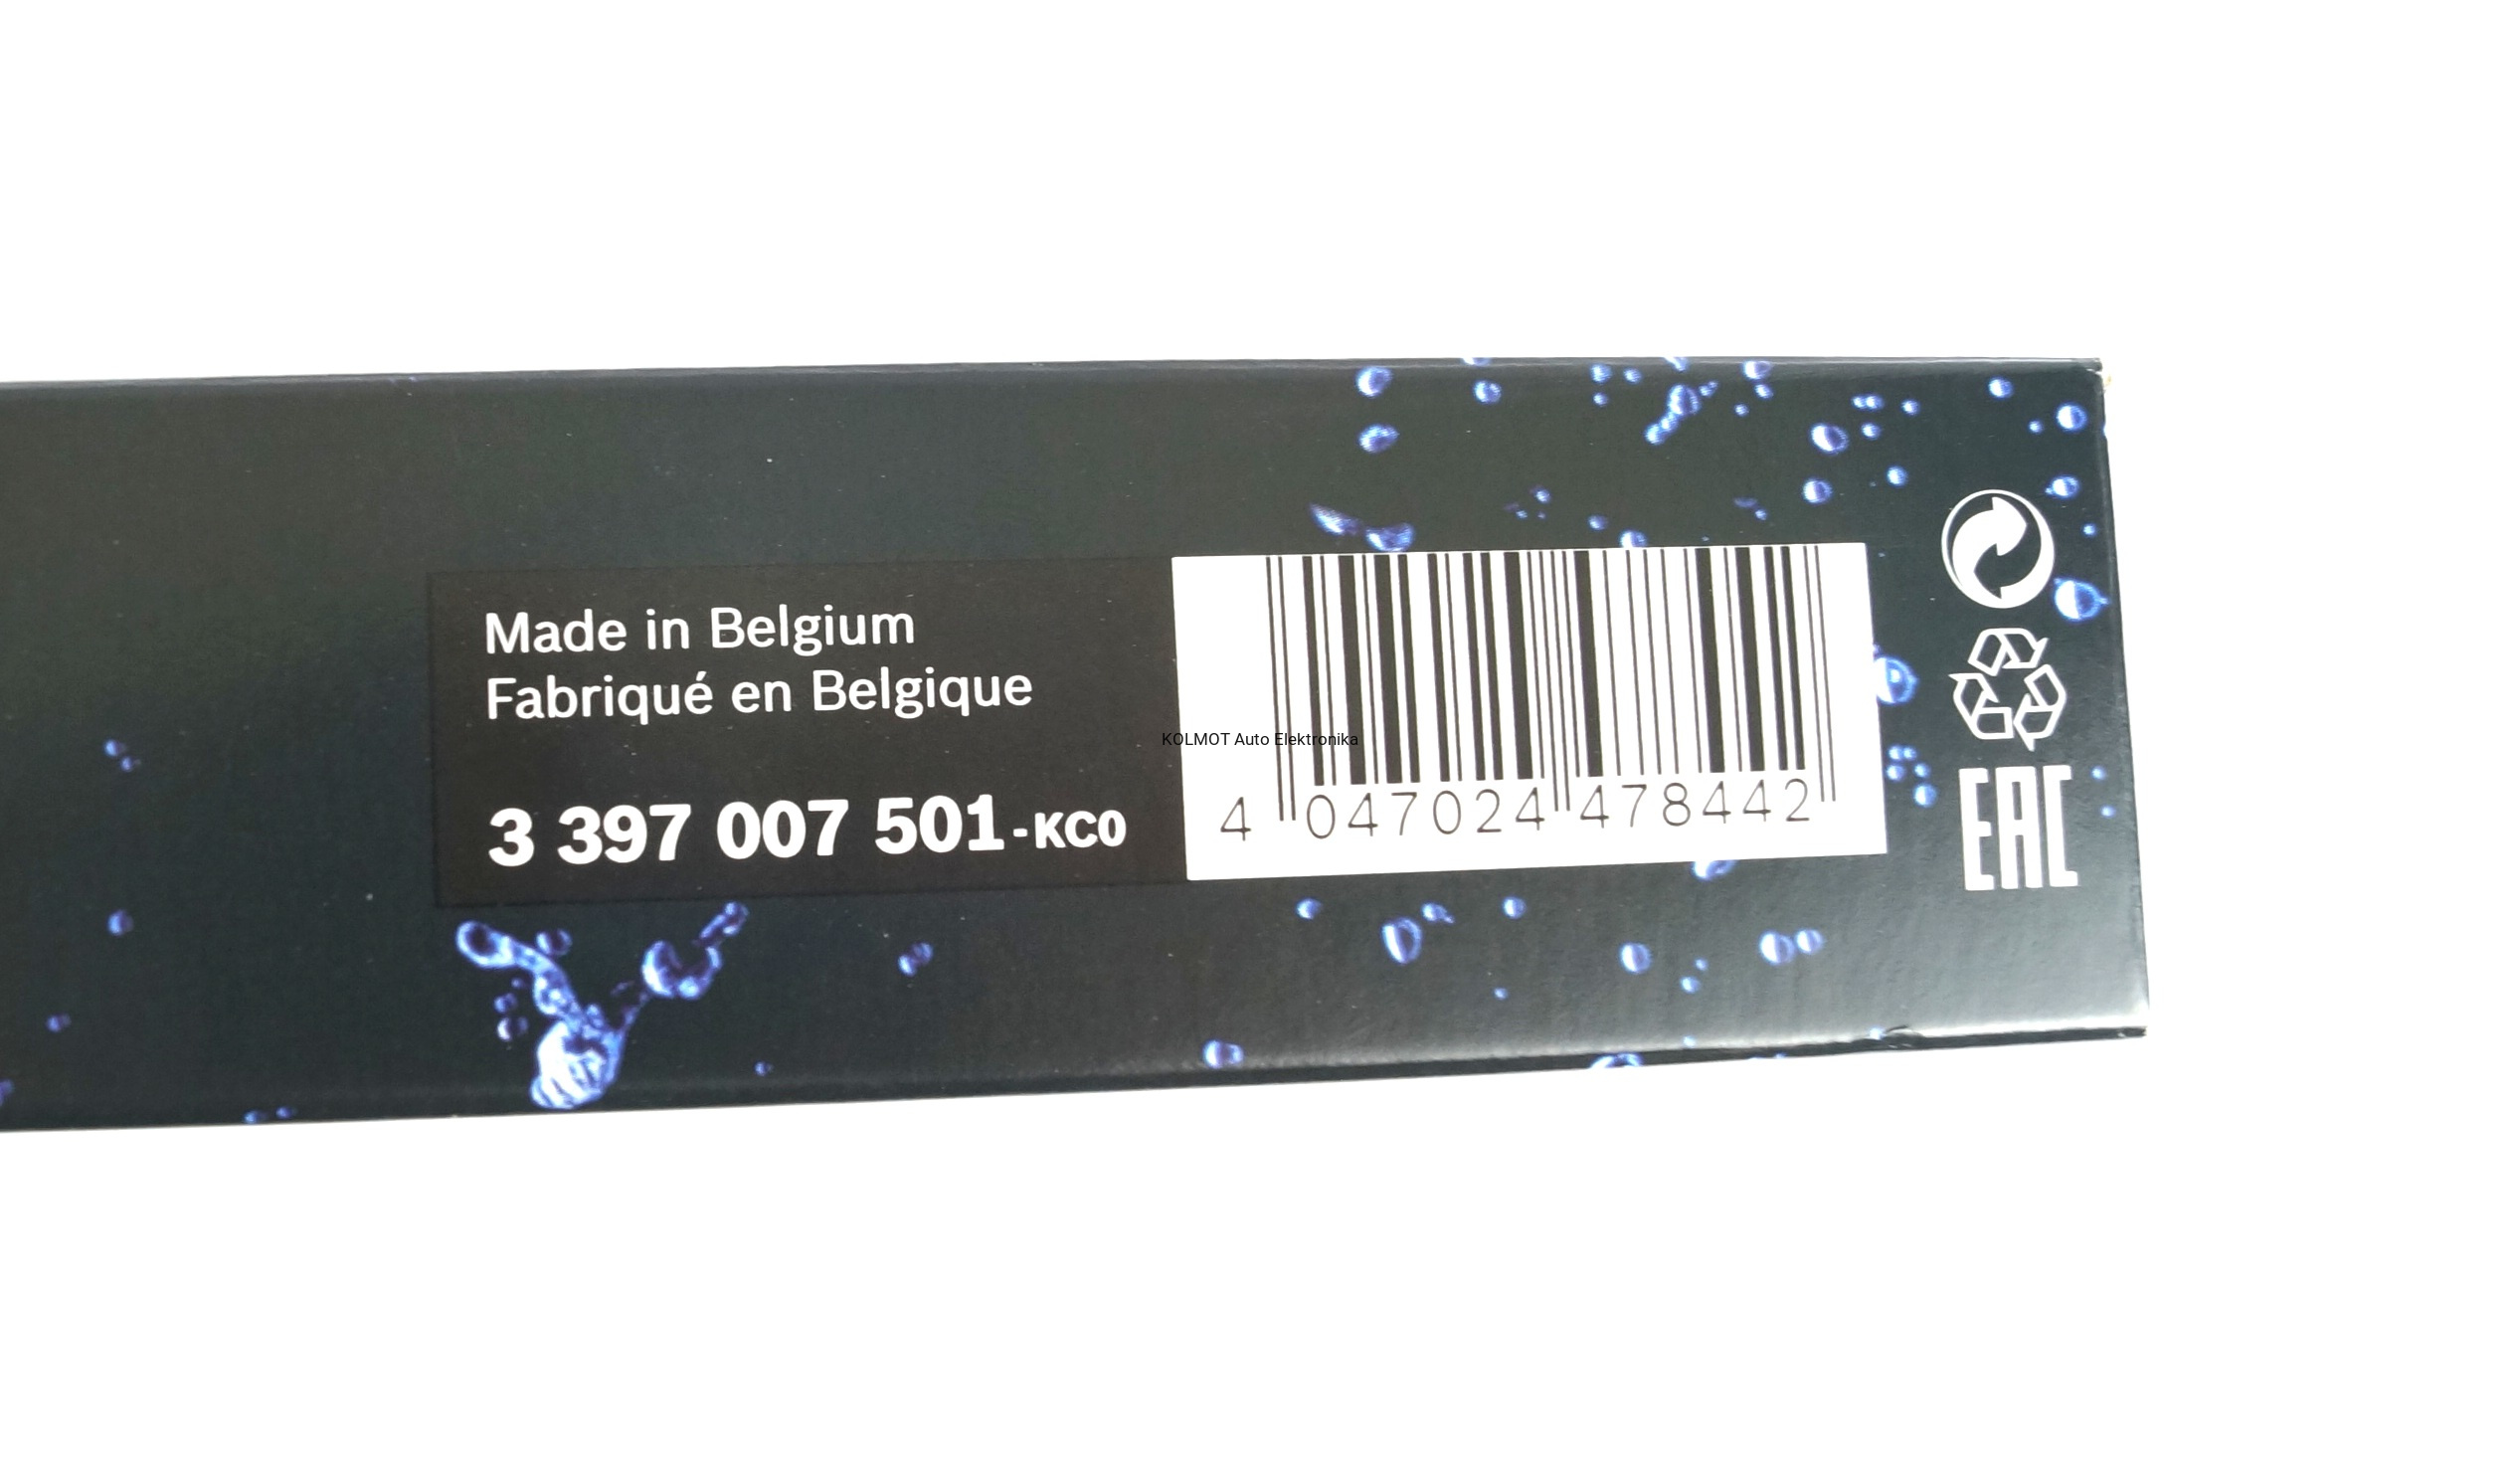 Made in Belgium
Fabriqué en Belgique
3 397 007 501-KC0
4 047024 478442
EAC
KOLMOT Auto Elektronika